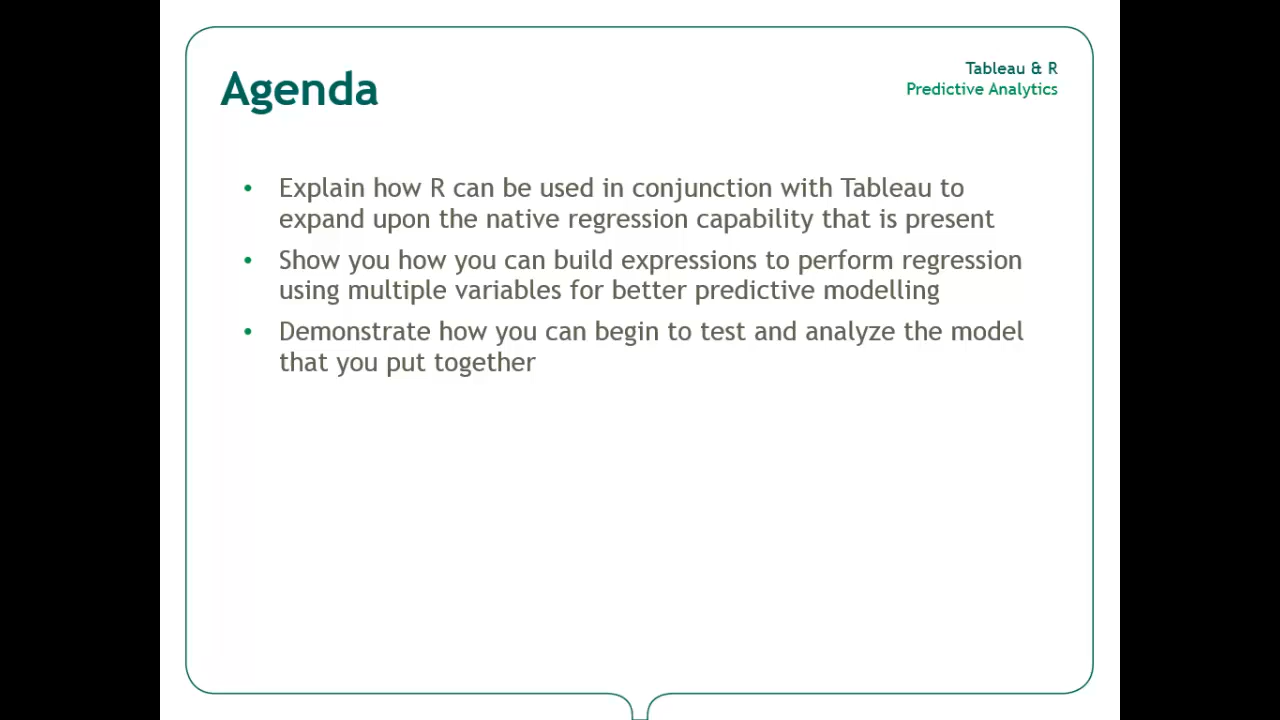 Agenda
Tableau & R
Predictive Analytics
• Explain how R can be used in conjunction with Tableau to
expand upon the native regression capability that is present
• Show you how you can build expressions to perform regression
using multiple variables for better predictive modelling
• Demonstrate how you can begin to test and analyze the model
that you put together